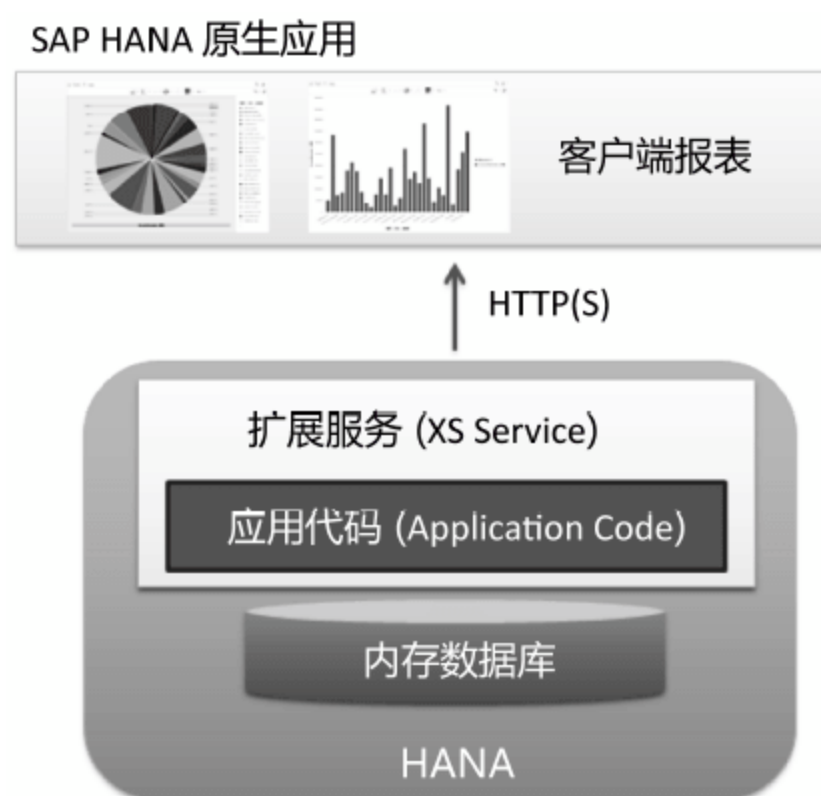 SAP HANA 原生应用
客户端报表
HTTP(S)
扩展服务 (XS Service)
应用代码 (Application Code)
内存数据库
HANA